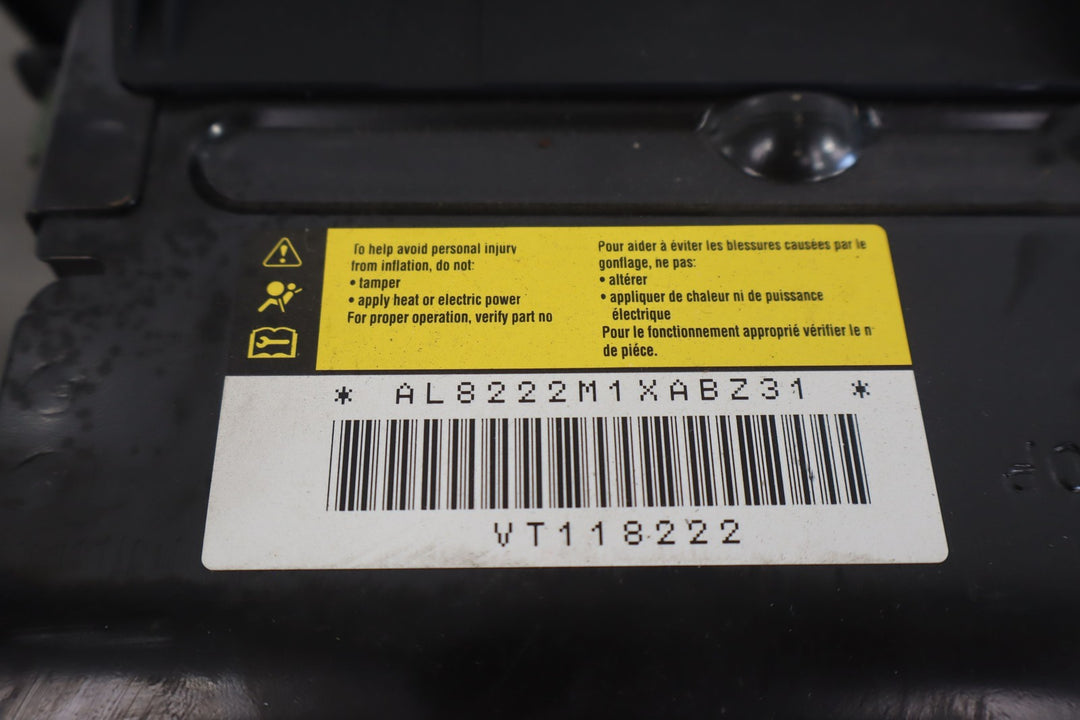 To help avoid personal injury
from inflation, do not:
• tamper
• apply heat or electric power
For proper operation, verify part no
Pour aider à éviter les blessures causées par le
gonflage, ne pas:
• altérer
• appliquer de chaleur ni de puissance
électrique
Pour le fonctionnement approprié vérifier le n
de piéce.
* AL8222M1XABZ31 *
VT118222